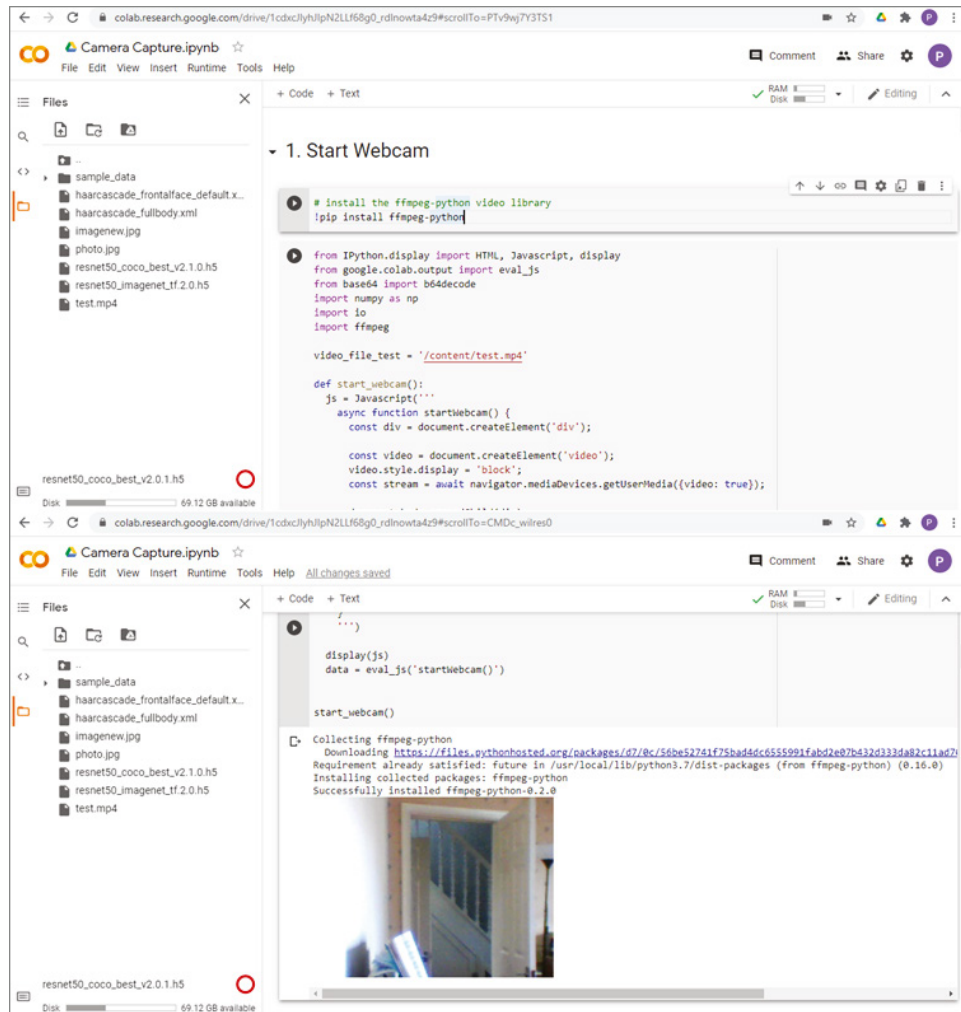 colab.research.google.com/drive/1cdxcJlyhJlpN2LLf68g0_rdlnowta4z9#scrollTo=PTv9wj7Y3TS1
P
Camera Capture.ipynb
File Edit View Insert Runtime Tools Help
Comment Share P
Files
+ Code + Text
RAM
Disk
Editing
..
sample_data
haarcascade_frontalface_default.x...
haarcascade_fullbody.xml
imagenew.jpg
photo.jpg
resnet50_coco_best_v2.1.0.h5
resnet50_imagenet_tf.2.0.h5
test.mp4
resnet50_coco_best_v2.0.1.h5
Disk 69.12 GB available
1. Start Webcam
# install the ffmpeg-python video library
!pip install ffmpeg-python
from IPython.display import HTML, Javascript, display
from google.colab.output import eval_js
from base64 import b64decode
import numpy as np
import io
import ffmpeg
video_file_test = '/content/test.mp4'
def start_webcam():
js = Javascript('''
async function startWebcam() {
const div = document.createElement('div');
const video = document.createElement('video');
video.style.display = 'block';
const stream = await navigator.mediaDevices.getUserMedia({video: true});
colab.research.google.com/drive/1cdxcJlyhJlpN2LLf68g0_rdlnowta4z9#scrollTo=CMDc_wilres0
P
Camera Capture.ipynb
File Edit View Insert Runtime Tools Help All changes saved
Comment Share P
Files
+ Code + Text
RAM
Disk
Editing
..
sample_data
haarcascade_frontalface_default.x...
haarcascade_fullbody.xml
imagenew.jpg
photo.jpg
resnet50_coco_best_v2.1.0.h5
resnet50_imagenet_tf.2.0.h5
test.mp4
resnet50_coco_best_v2.0.1.h5
Disk 69.12 GB available
''')
display(js)
data = eval_js('startWebcam()')
start_webcam()
Collecting ffmpeg-python
Downloading https://files.pythonhosted.org/packages/d7/0c/56be52741f75bad4dc6555991fabd2e07b432d333da82c11ad7
Requirement already satisfied: future in /usr/local/lib/python3.7/dist-packages (from ffmpeg-python) (0.16.0)
Installing collected packages: ffmpeg-python
Successfully installed ffmpeg-python-0.2.0